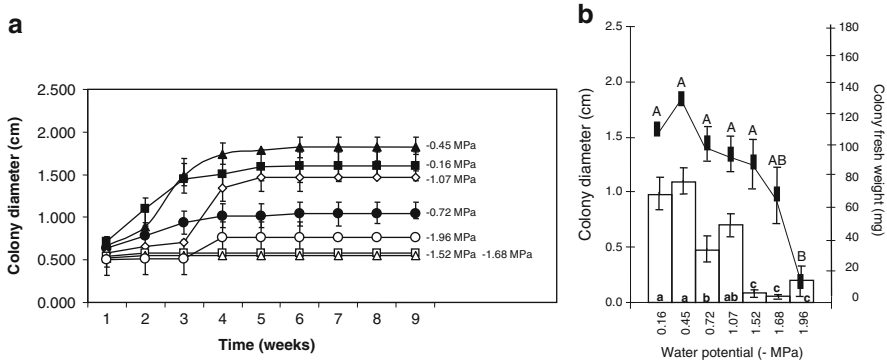 a
Colony diameter (cm)
2.500
2.000
1.500
1.000
0.500
0.000
-0.45 MPa
-0.16 MPa
-1.07 MPa
-0.72 MPa
-1.96 MPa
-1.52 MPa -1.68 MPa
1 2 3 4 5 6 7 8 9
Time (weeks)
b
Colony diameter (cm)
2.5
2.0
1.5
1.0
0.5
0.0
A A A A A AB B
a a b ab c c c
180
160
140
120
100
80
60
40
20
0
Colony fresh weight (mg)
0.16 0.45 0.72 1.07 1.52 1.68 1.96
Water potential (- MPa)